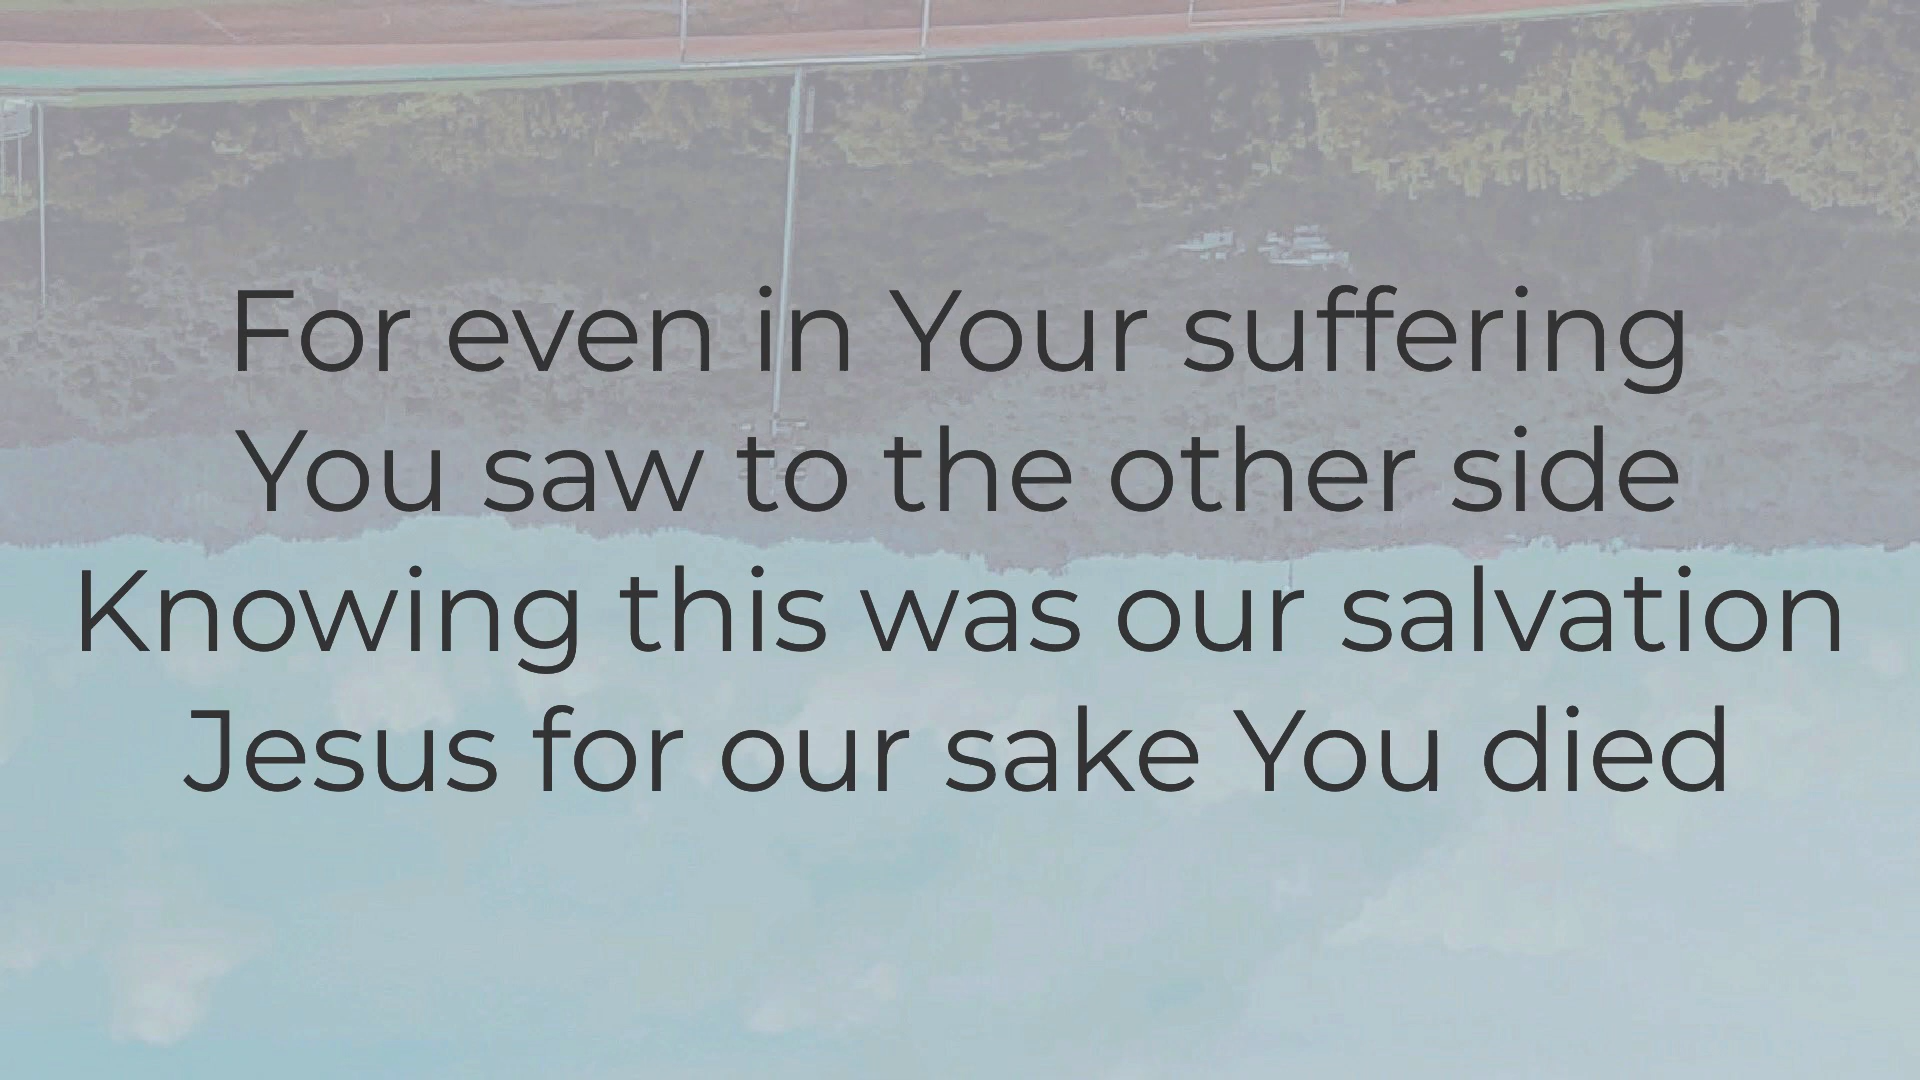 For even in Your suffering
You saw to the other side
Knowing this was our salvation
Jesus for our sake You died